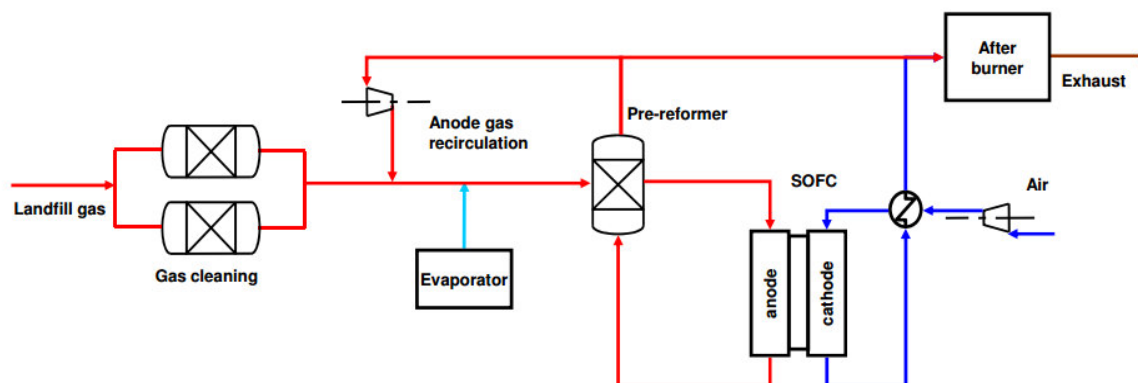 After
burner
Exhaust
Anode gas
recirculation
Pre-reformer
Landfill gas
Gas cleaning
Evaporator
SOFC
Air
anode
cathode